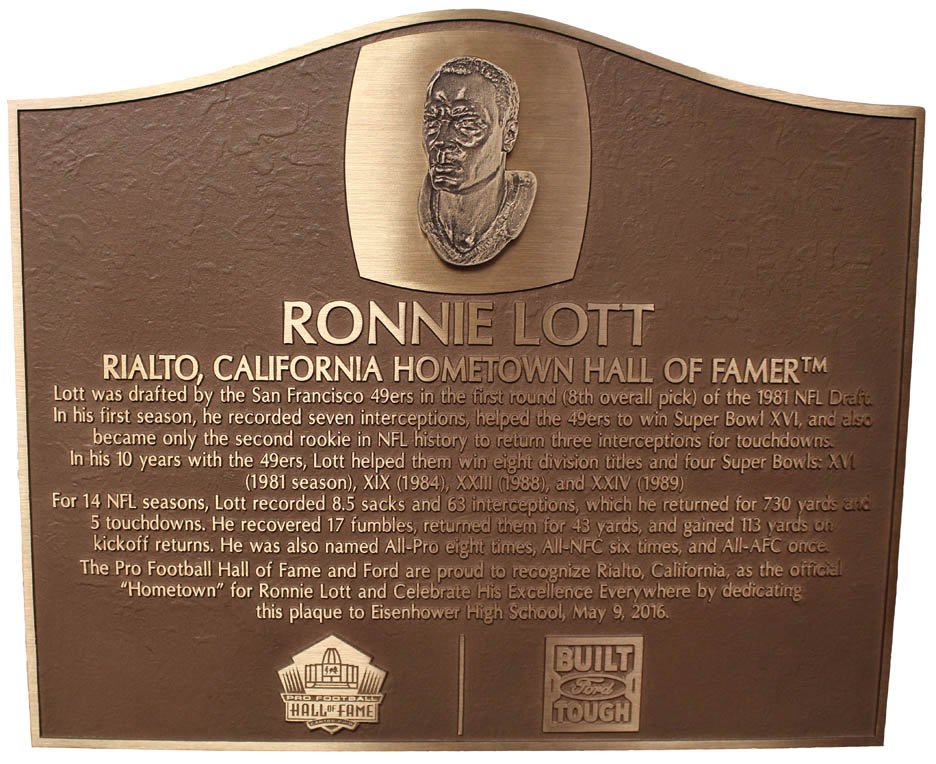 RONNIE LOTT
RIALTO, CALIFORNIA HOMETOWN HALL OF FAMER™
Lott was drafted by the San Francisco 49ers in the first round (8th overall pick) of the 1981 NFL Draft.
In his first season, he recorded seven interceptions, helped the 49ers to win Super Bowl XVI, and also
became only the second rookie in NFL history to return three interceptions for touchdowns.
In his 10 years with the 49ers, Lott helped them win eight division titles and four Super Bowls: XVI
(1981 season), XIX (1984), XXIII (1988), and XXIV (1989)
For 14 NFL seasons, Lott recorded 8.5 sacks and 63 interceptions, which he returned for 730 yards and
5 touchdowns. He recovered 17 fumbles, returned them for 43 yards, and gained 113 yards on
kickoff returns. He was also named All-Pro eight times, All-NFC six times, and All-AFC once.
The Pro Football Hall of Fame and Ford are proud to recognize Rialto, California, as the official
“Hometown” for Ronnie Lott and Celebrate His Excellence Everywhere by dedicating
this plaque to Eisenhower High School, May 9, 2016.
PRO FOOTBALL
HALL OF FAME
BUILT
Ford
TOUGH